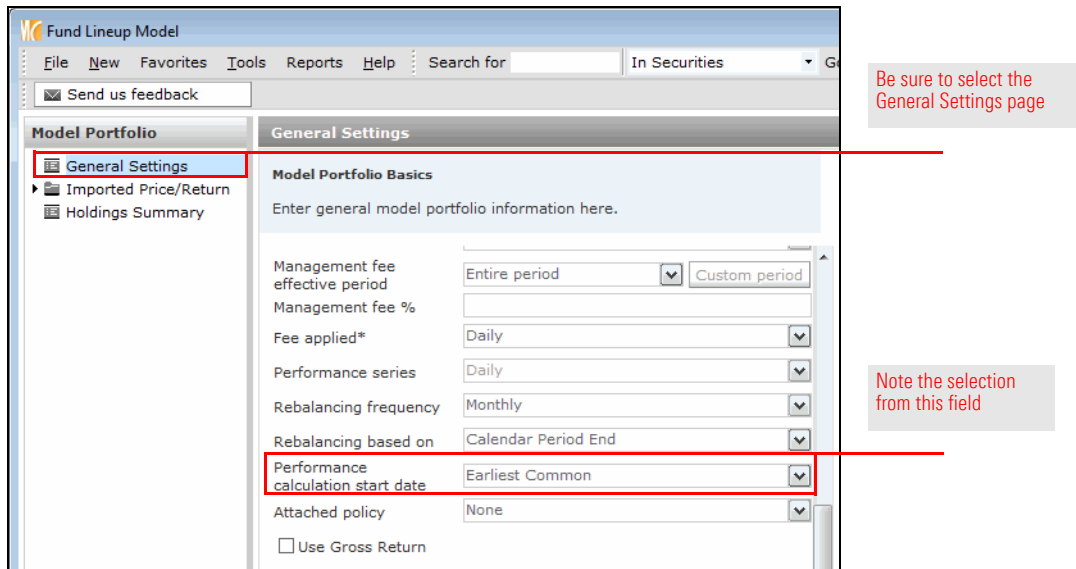 Fund Lineup Model
File New Favorites Tools Reports Help Search for In Securities
Send us feedback
Model Portfolio
General Settings
Imported Price/Return
Holdings Summary
General Settings
Model Portfolio Basics
Enter general model portfolio information here.
Management fee
effective period
Entire period
Custom period
Management fee %
Fee applied* Daily
Performance series Daily
Rebalancing frequency Monthly
Rebalancing based on Calendar Period End
Performance
calculation start date
Earliest Common
Attached policy None
Use Gross Return
Be sure to select the
General Settings page
Note the selection
from this field